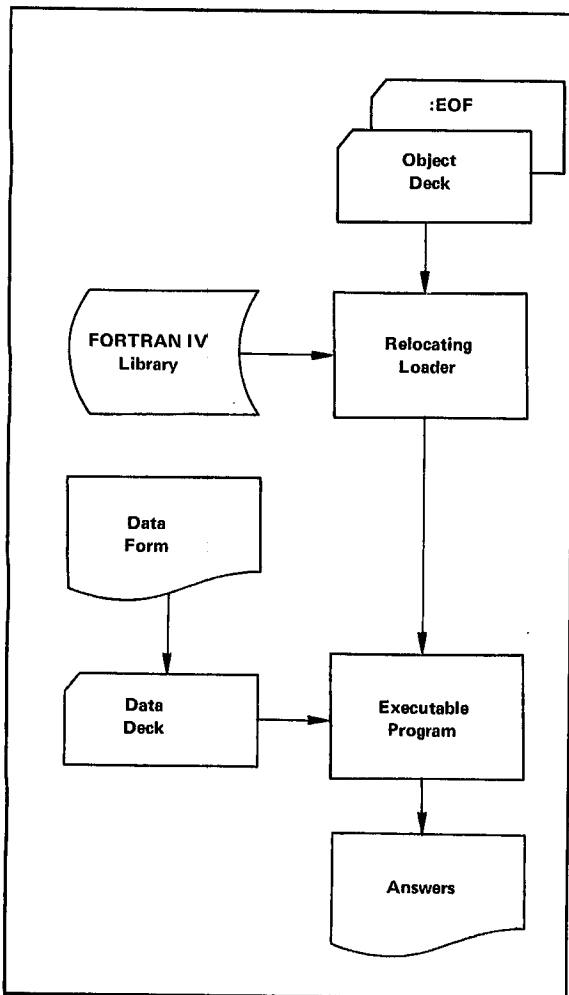 :EOF
Object
Deck
FORTRAN IV
Library
Relocating
Loader
Data
Form
Data
Deck
Executable
Program
Answers